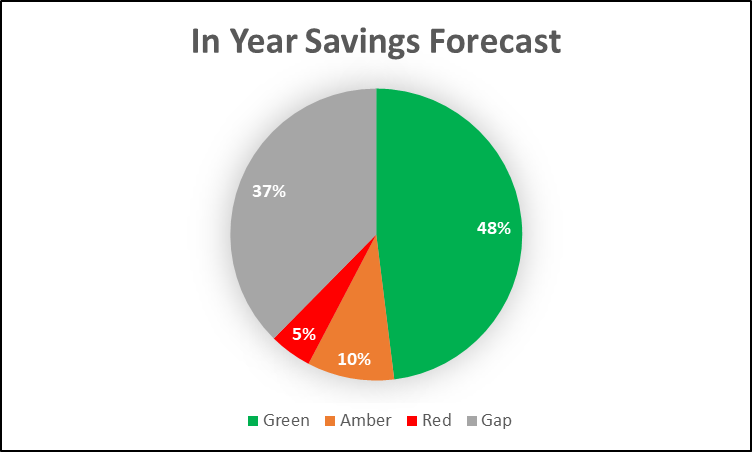 In Year Savings Forecast
37%
48%
5%
10%
Green Amber Red Gap